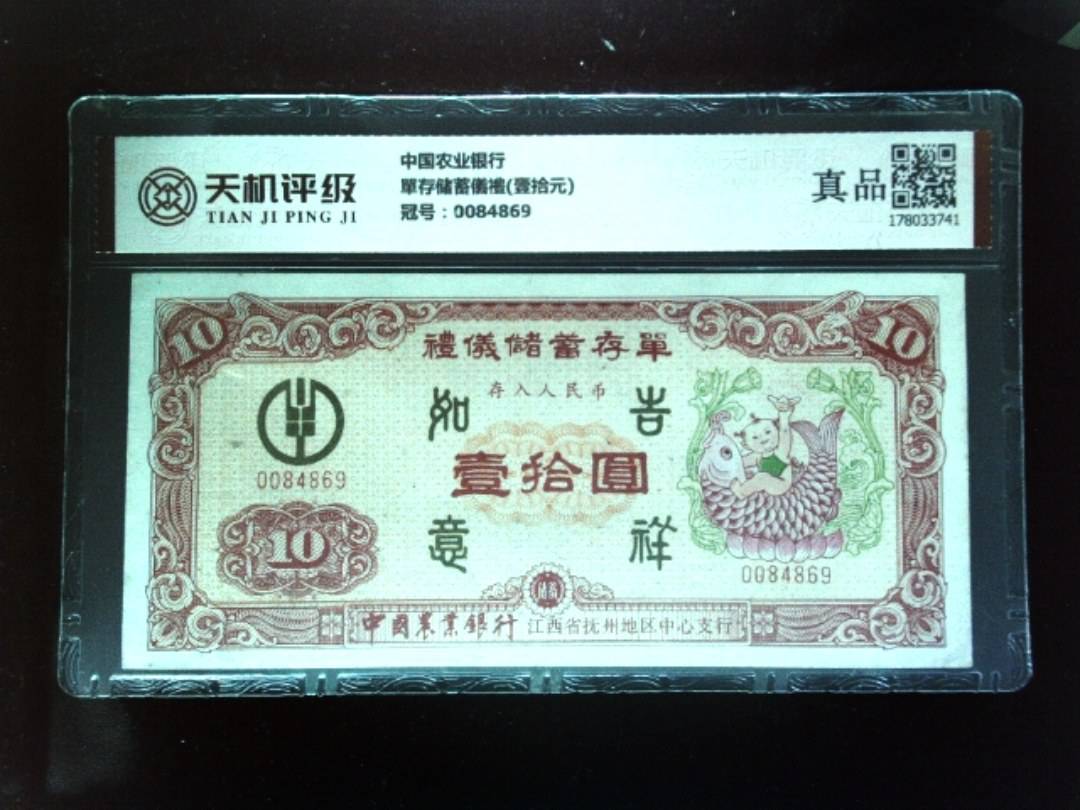 天机评级
TIAN JI PING JI
中国农业银行
單存储蓄儀禮(壹拾元)
冠号：0084869
真品
178033741
10
10
禮儀儲蓄存單
存入人民币
如
吉
0084869
壹拾圓
10
意
祥
0084869
儲蓄
中國農業銀行 江西省抚州地区中心支行